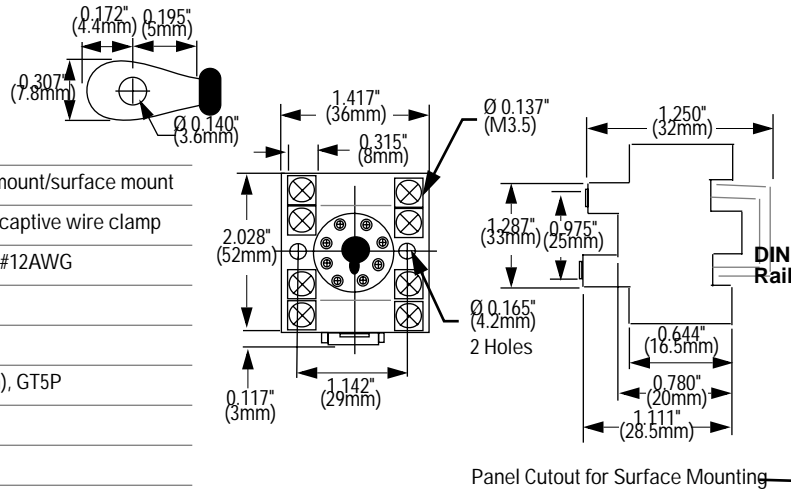 0.172"
(4.4mm)
0.195"
(5mm)
0.307"
(7.8mm)
Ø 0.140"
(3.6mm)
mount/surface mount
captive wire clamp
#12AWG
), GT5P
1.417"
(36mm)
0.315"
(8mm)
Ø 0.137"
(M3.5)
2.028"
(52mm)
Ø 0.165"
(4.2mm)
2 Holes
0.117"
(3mm)
1.142"
(29mm)
1.250"
(32mm)
1.287"
(33mm)
0.975"
(25mm)
DIN
Rail
0.644"
(16.5mm)
0.780"
(20mm)
1.111"
(28.5mm)
Panel Cutout for Surface Mounting